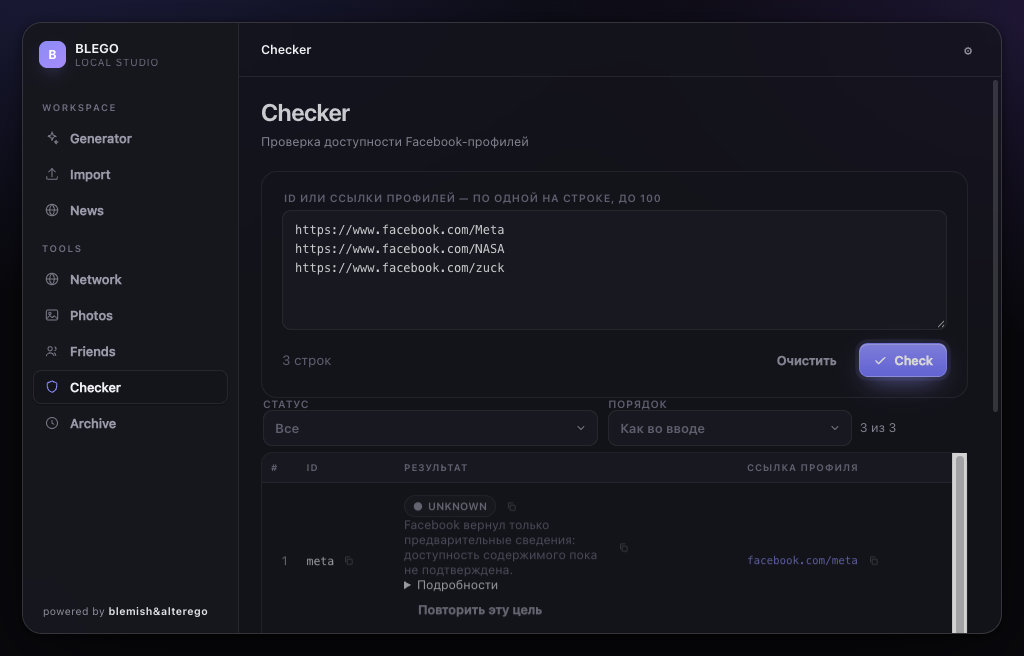 B
BLEGO
LOCAL STUDIO
WORKSPACE
Generator
Import
News
TOOLS
Network
Photos
Friends
Checker
Archive
powered by blemish&alterego
Checker
Checker
Проверка доступности Facebook-профилей
ID ИЛИ ССЫЛКИ ПРОФИЛЕЙ — ПО ОДНОЙ НА СТРОКЕ, ДО 100
https://www.facebook.com/Meta
https://www.facebook.com/NASA
https://www.facebook.com/zuck
3 строк
Очистить
Check
СТАТУС
ПОРЯДОК
Все
Как во вводе
3 из 3
# ID РЕЗУЛЬТАТ ССЫЛКА ПРОФИЛЯ
UNKNOWN
Facebook вернул только
предварительные сведения:
доступность содержимого пока
не подтверждена.
1 meta
facebook.com/meta
Подробности
Повторить эту цель